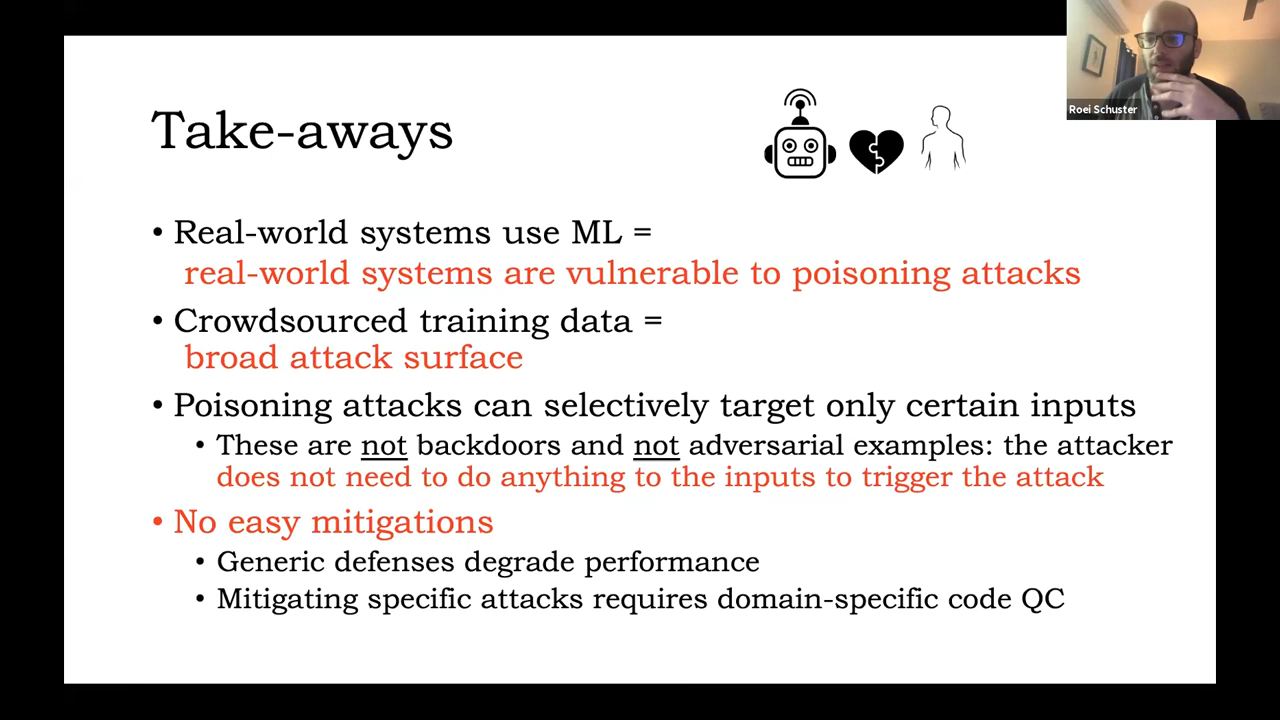 Roei Schuster
Take-aways
• Real-world systems use ML =
real-world systems are vulnerable to poisoning attacks
• Crowdsourced training data =
broad attack surface
• Poisoning attacks can selectively target only certain inputs
• These are not backdoors and not adversarial examples: the attacker
does not need to do anything to the inputs to trigger the attack
• No easy mitigations
• Generic defenses degrade performance
• Mitigating specific attacks requires domain-specific code QC